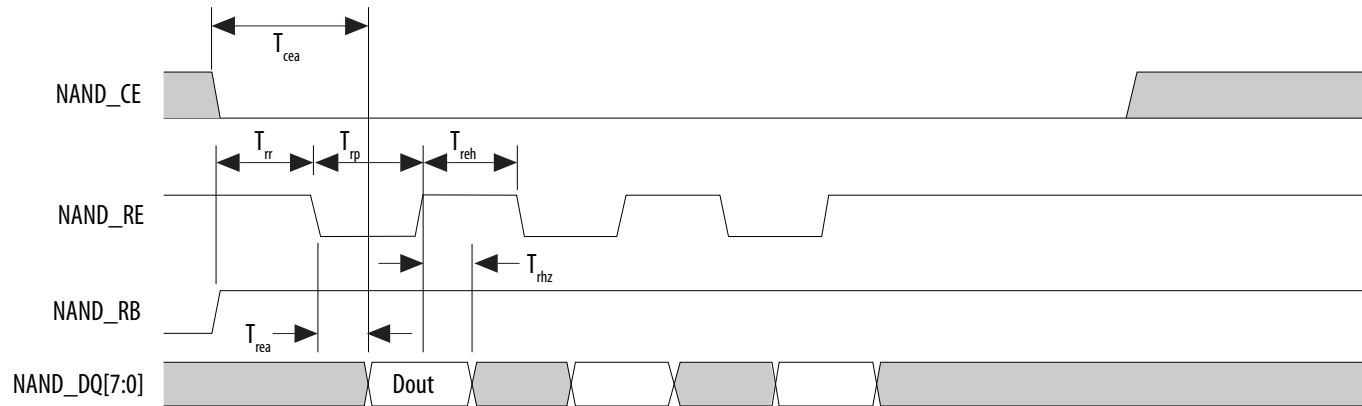 Tcea
NAND_CE
Trr Trp Treh
NAND_RE
Trhz
NAND_RB
Trea
NAND_DQ[7:0] Dout